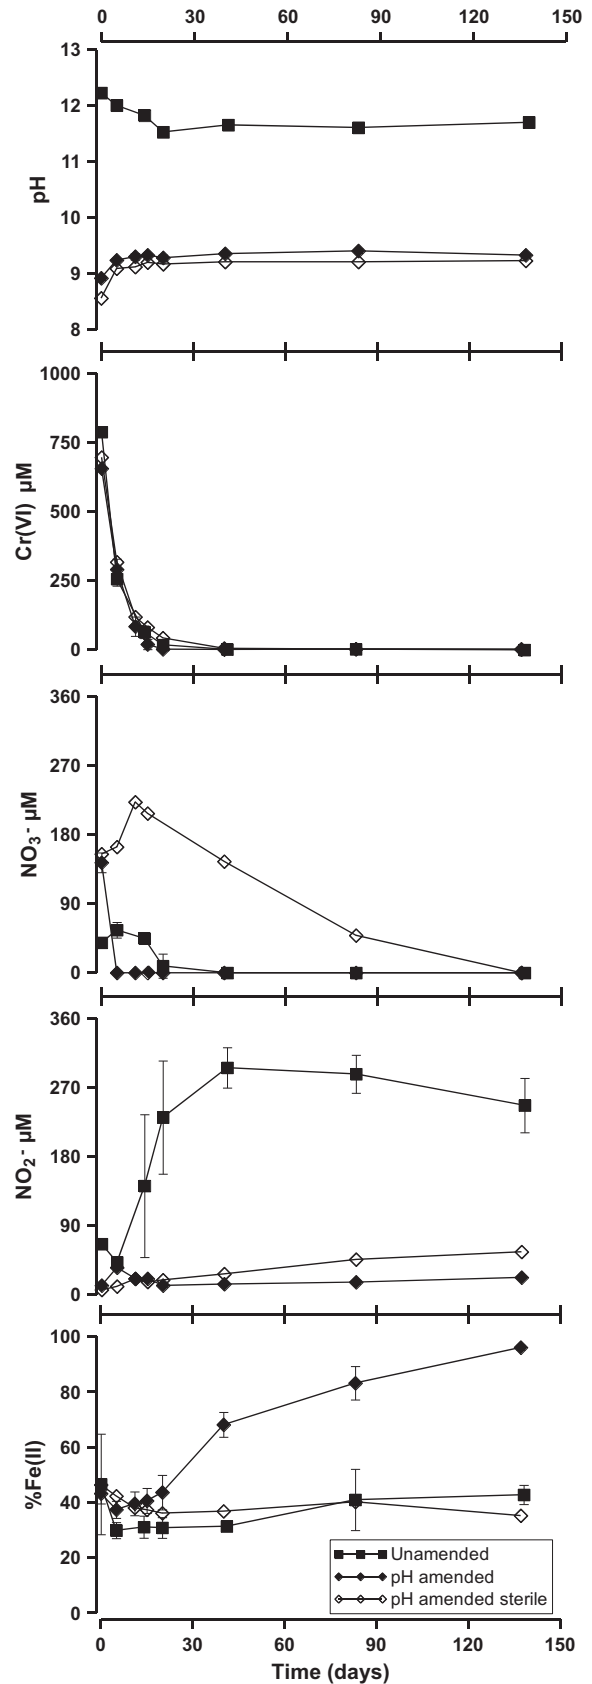 0 30 60 90 120 150
13
12
11
10
9
8
pH
1000
750
500
250
0
Cr(VI) µM
360
270
180
90
0
NO3- µM
360
270
180
90
0
NO2- µM
100
80
60
40
20
0
%Fe(II)
Unamended
pH amended
pH amended sterile
0 30 60 90 120 150
Time (days)